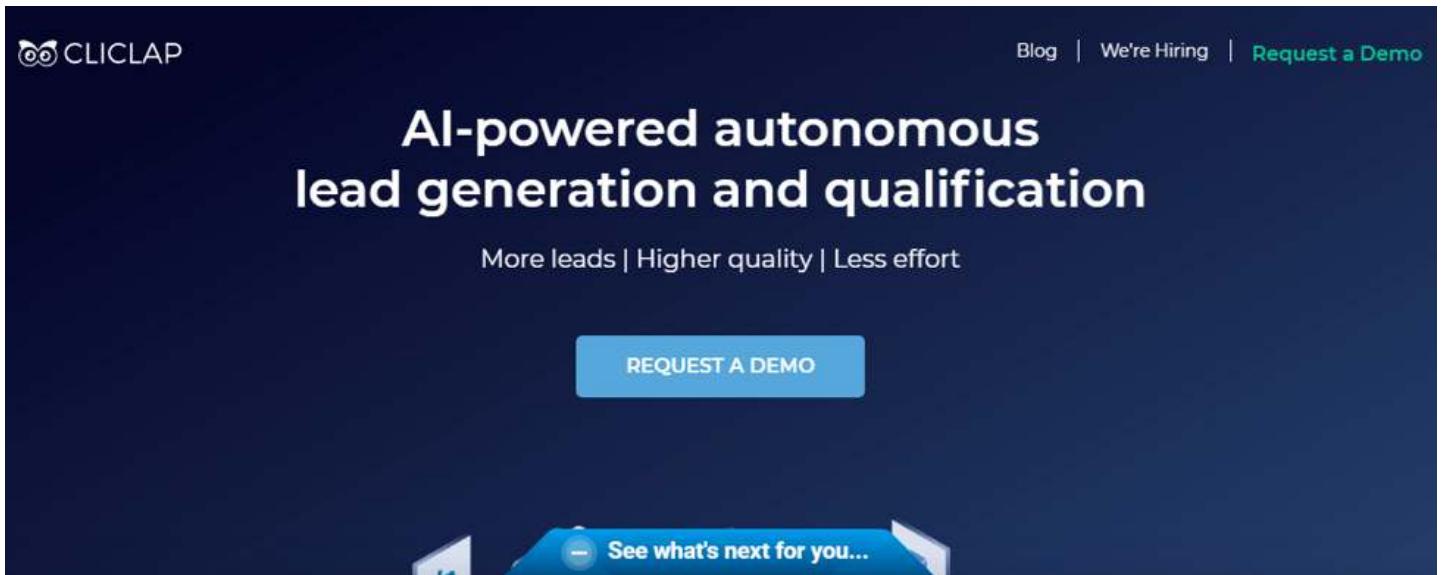 CLICLAP
Blog | We're Hiring | Request a Demo
AI-powered autonomous
lead generation and qualification
More leads | Higher quality | Less effort
REQUEST A DEMO
See what's next for you...